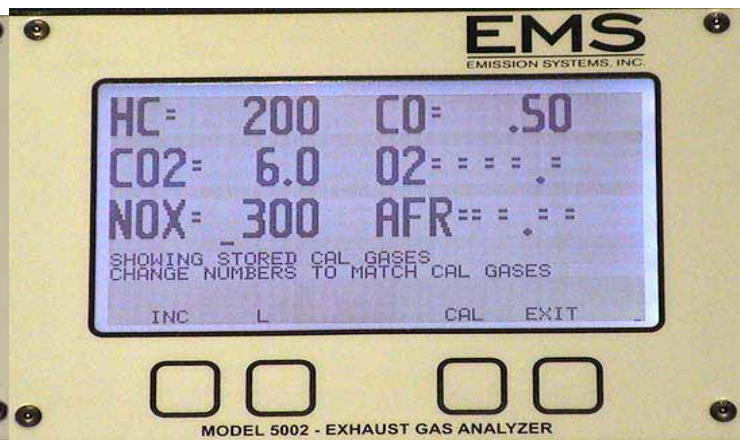 EMS
EMISSION SYSTEMS, INC.
HC= 200 CO= .50
CO2= 6.0 O2= = = = . =
NOX= _300 AFR= = = . = =
SHOWING STORED CAL GASES
CHANGE NUMBERS TO MATCH CAL GASES
INC L CAL EXIT _
MODEL 5002 - EXHAUST GAS ANALYZER